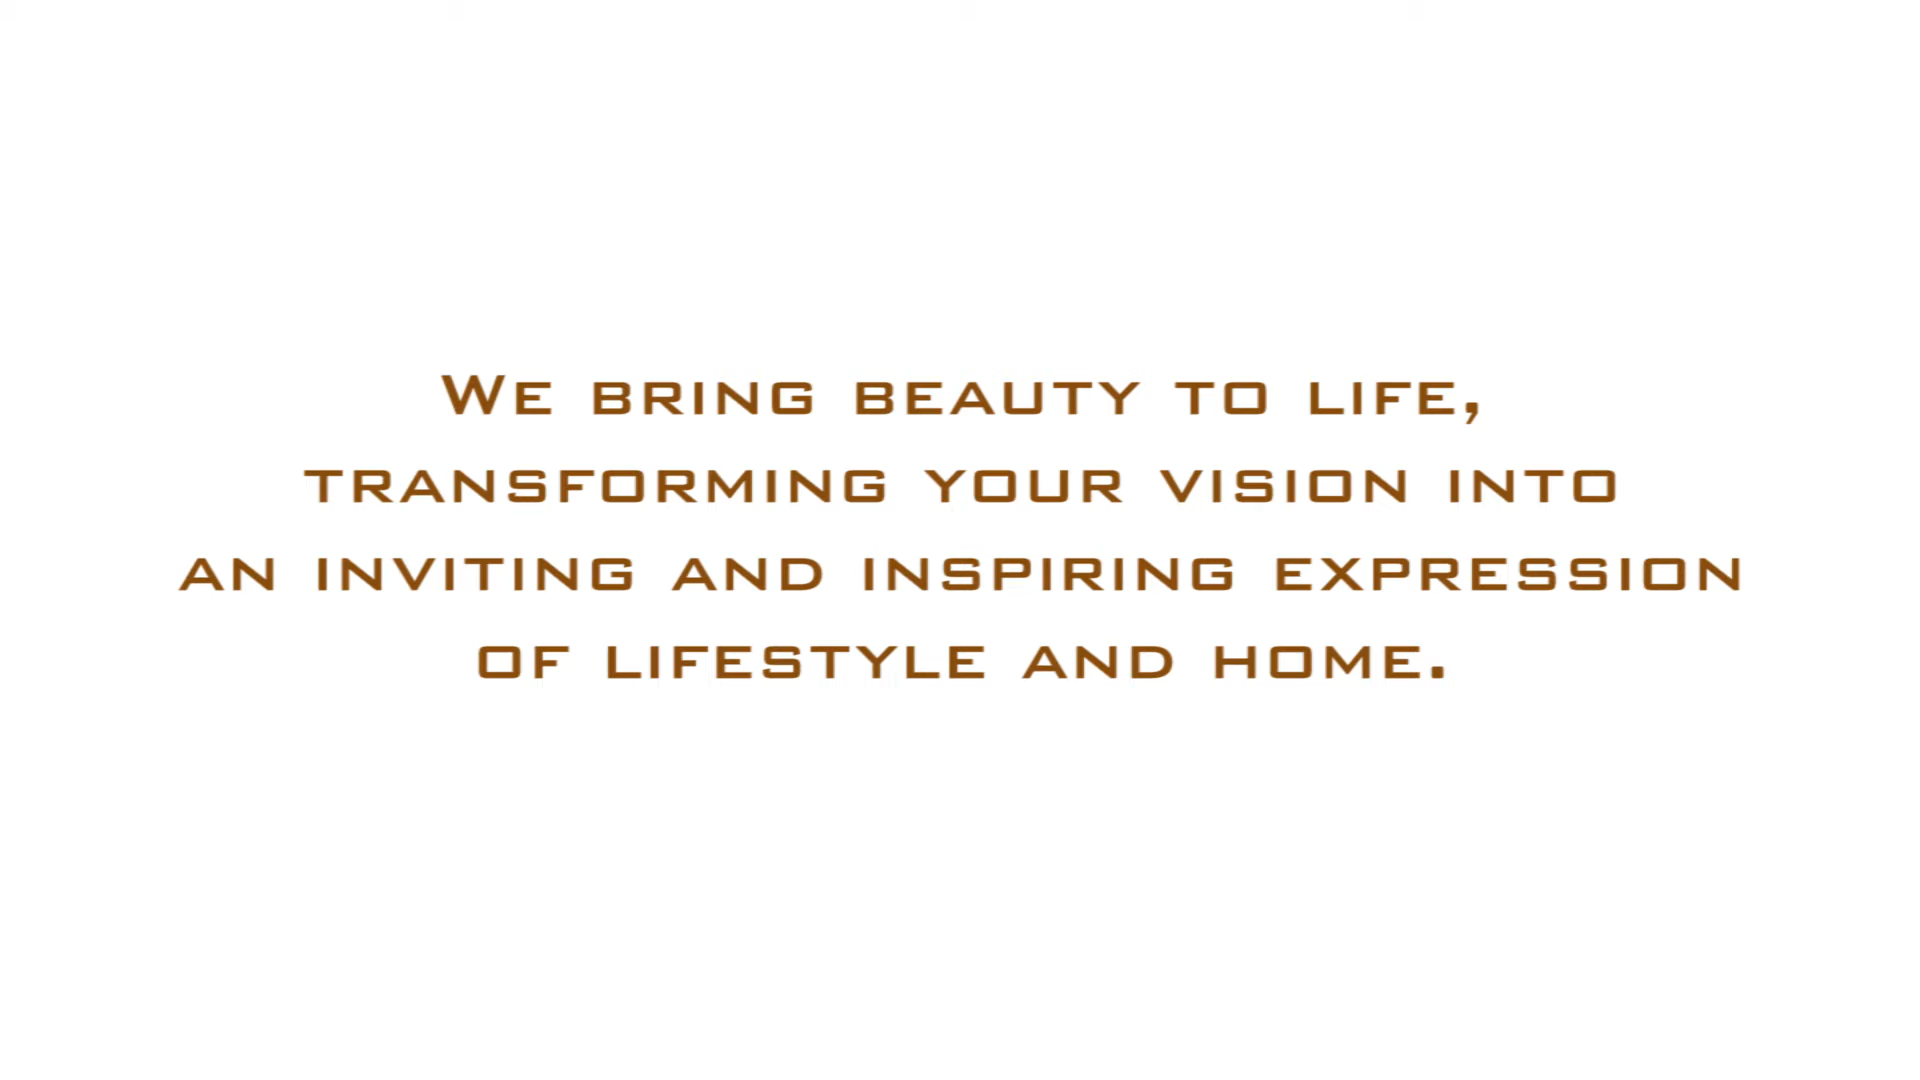 We bring beauty to life,
transforming your vision into
an inviting and inspiring expression
of lifestyle and home.